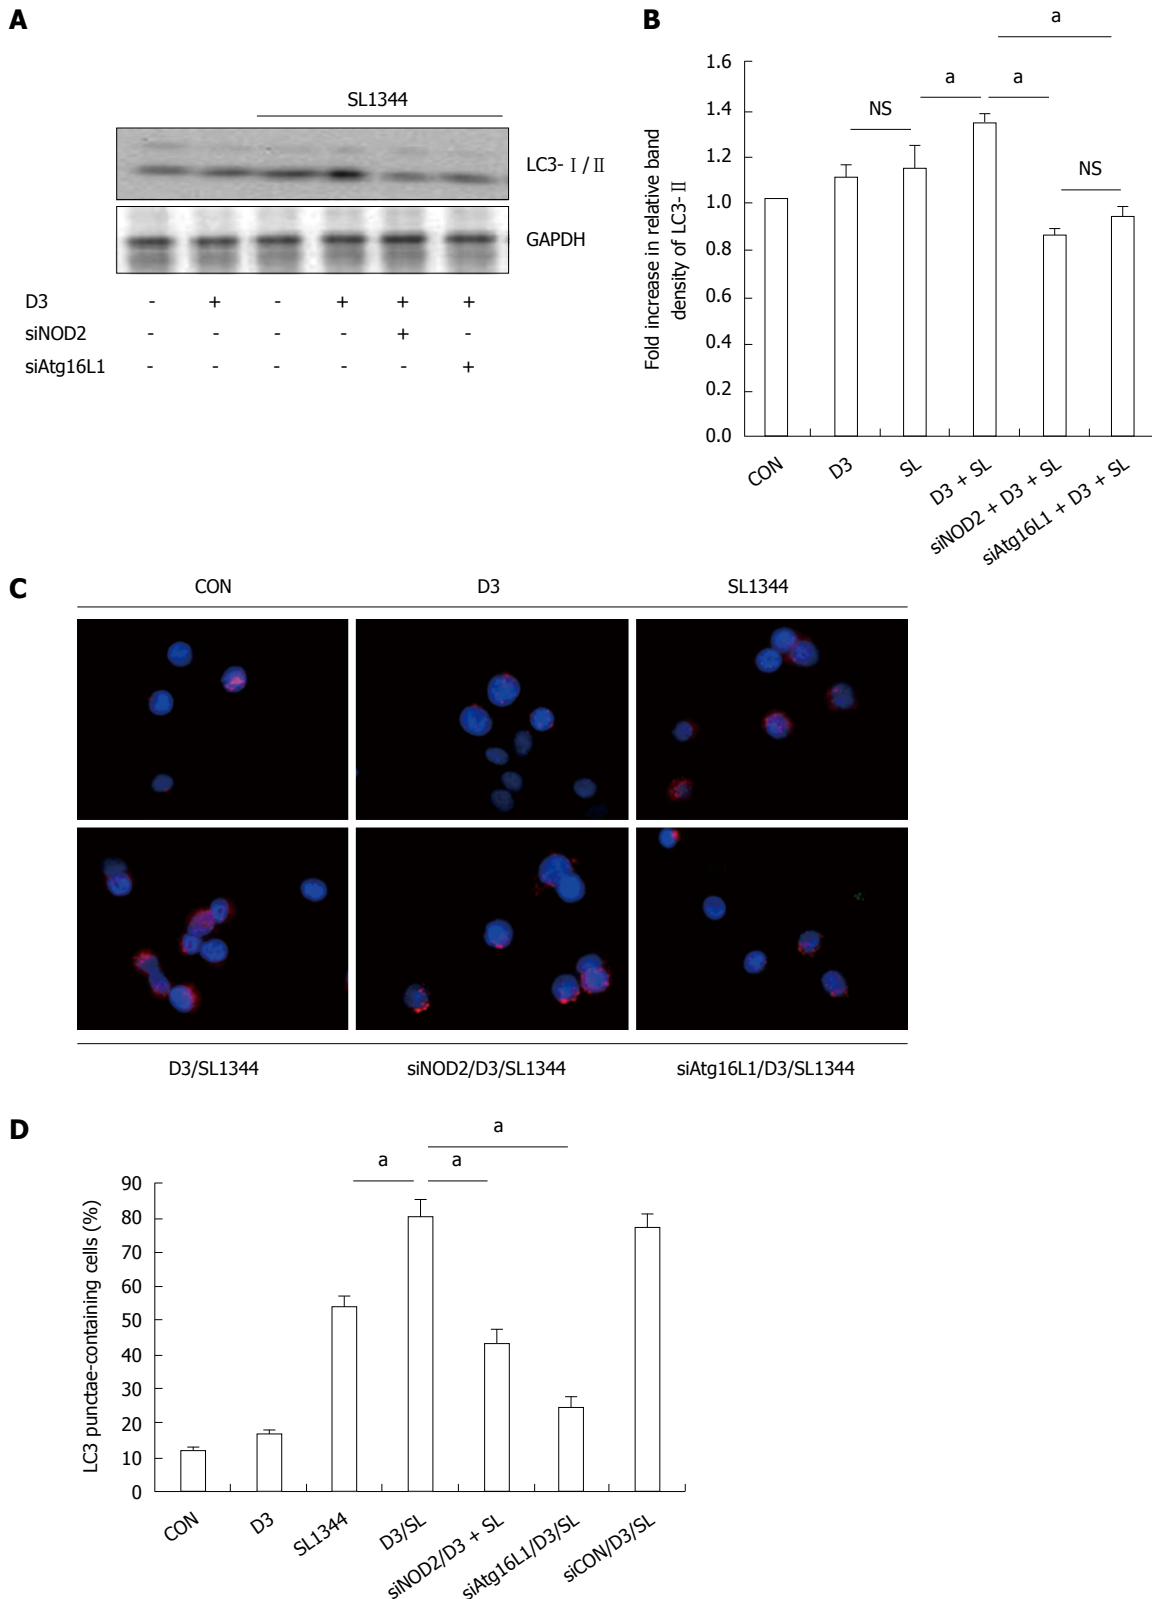 A
SL1344
LC3- Ⅰ / Ⅱ
GAPDH
D3 - + - + + +
siNOD2 - - - - + -
siAtg16L1 - - - - - +
B
Fold increase in relative band
density of LC3-Ⅱ
1.6
1.4
1.2
1.0
0.8
0.6
0.4
0.2
0.0
NS
a
a
a
NS
CON
D3
SL
D3 + SL
siNOD2 + D3 + SL
siAtg16L1 + D3 + SL
C
CON D3 SL1344
D3/SL1344 siNOD2/D3/SL1344 siAtg16L1/D3/SL1344
D
LC3 punctae-containing cells (%)
90
80
70
60
50
40
30
20
10
0
a
a
a
CON
D3
SL1344
D3/SL
siNOD2/D3 + SL
siAtg16L1/D3/SL
siCON/D3/SL